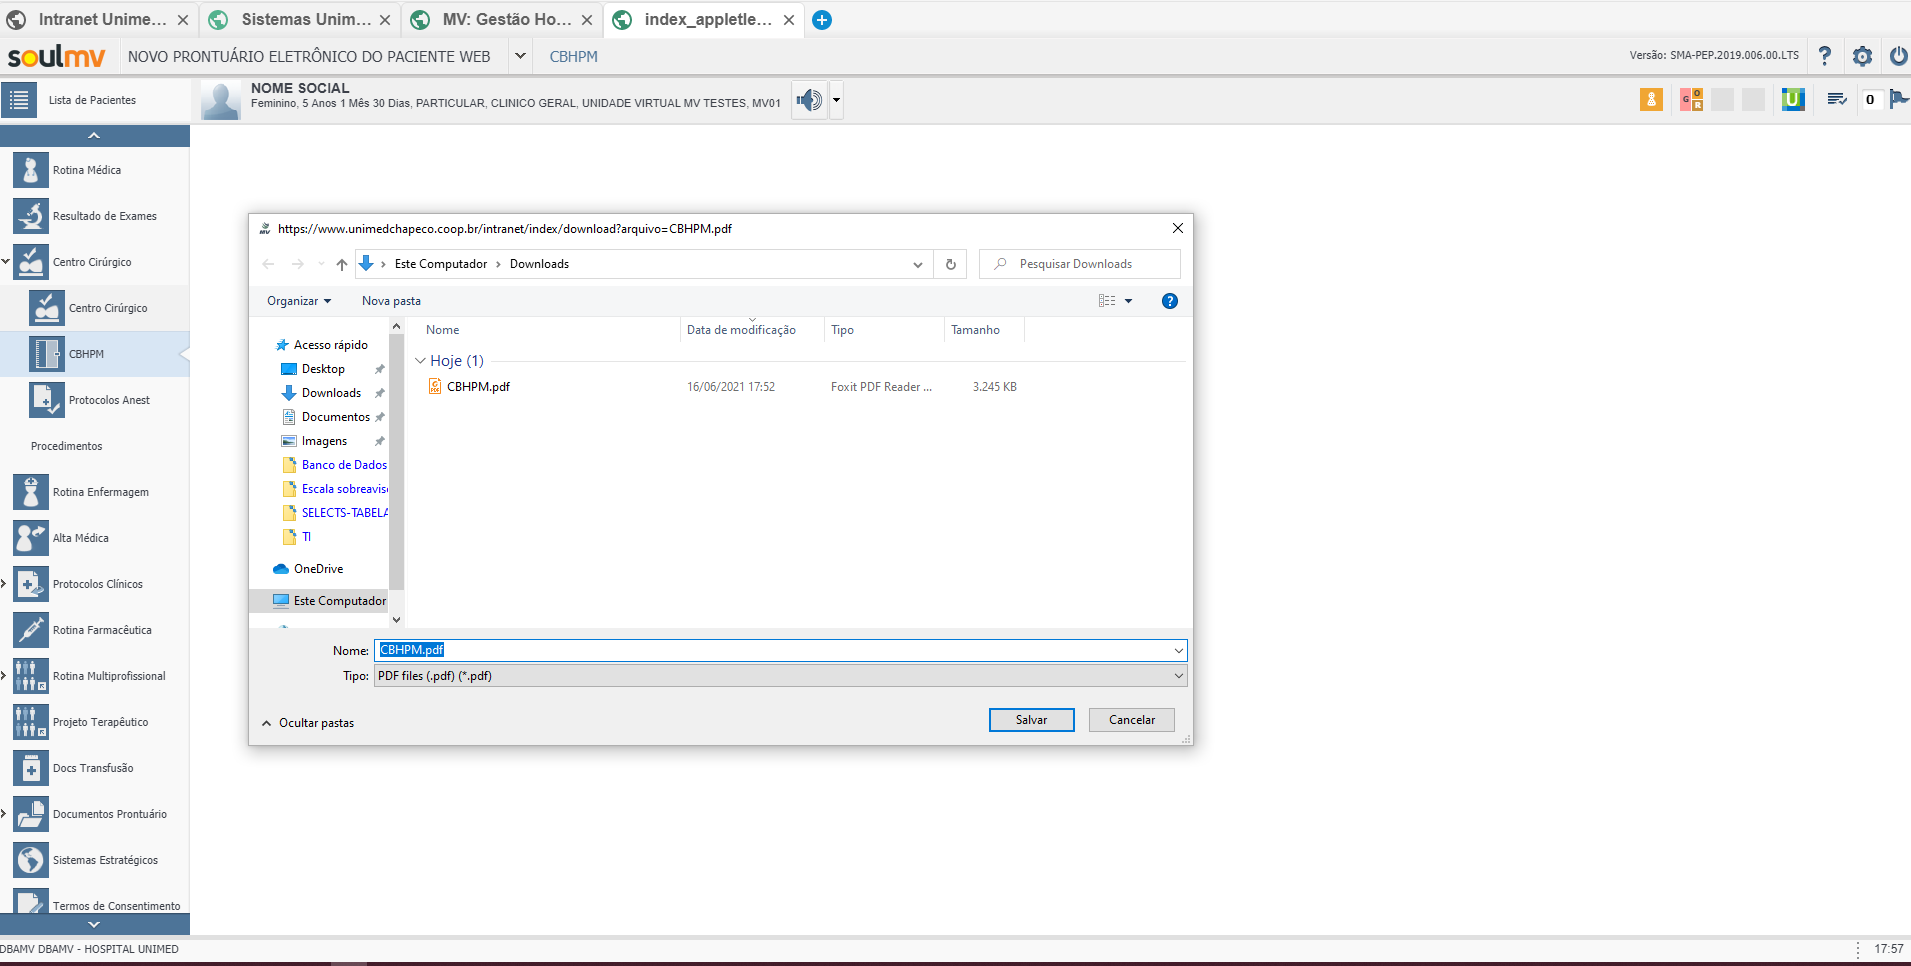 Intranet Unime...
Sistemas Unim...
MV: Gestão Ho...
index_appletle...
soulmv
NOVO PRONTUÁRIO ELETRÔNICO DO PACIENTE WEB
CBHPM
Versão: SMA-PEP.2019.006.00.LTS
?
Lista de Pacientes
NOME SOCIAL
Feminino, 5 Anos 1 Mês 30 Dias, PARTICULAR, CLINICO GERAL, UNIDADE VIRTUAL MV TESTES, MV01
G O R
U
0
Rotina Médica
Resultado de Exames
Centro Cirúrgico
Centro Cirúrgico
CBHPM
Protocolos Anest
Procedimentos
Rotina Enfermagem
Alta Médica
Protocolos Clínicos
Rotina Farmacêutica
Rotina Multiprofissional
Projeto Terapêutico
Docs Transfusão
Documentos Prontuário
Sistemas Estratégicos
Termos de Consentimento
MV https://www.unimedchapeco.coop.br/intranet/index/download?arquivo=CBHPM.pdf
Este Computador > Downloads
Pesquisar Downloads
Organizar
Nova pasta
?
Acesso rápido
Desktop
Downloads
Documentos
Imagens
Banco de Dados
Escala sobreaviso
SELECTS-TABELA
TI
OneDrive
Este Computador
Nome Data de modificação Tipo Tamanho
Hoje (1)
CBHPM.pdf 16/06/2021 17:52 Foxit PDF Reader ... 3.245 KB
Nome: CBHPM.pdf
Tipo: PDF files (.pdf) (*.pdf)
Ocultar pastas
Salvar
Cancelar
DBAMV DBAMV - HOSPITAL UNIMED
17:57